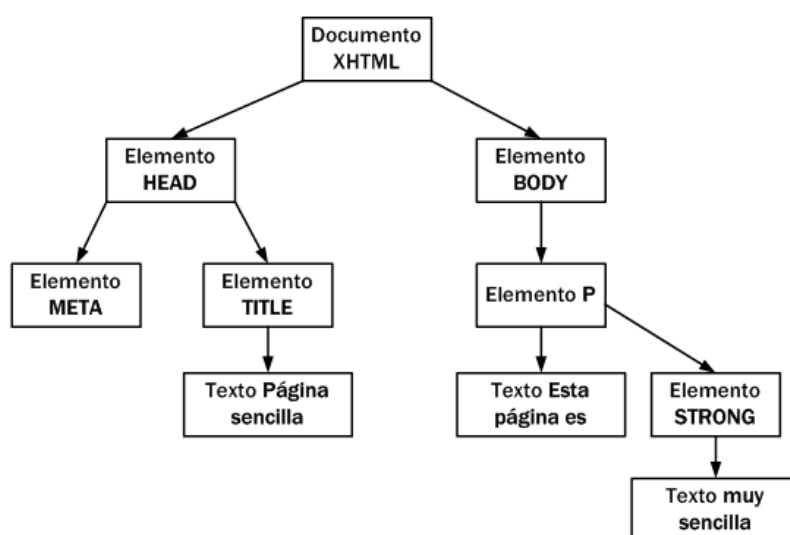 Documento
XHTML
Elemento
HEAD
Elemento
BODY
Elemento
META
Elemento
TITLE
Elemento P
Texto Página
sencilla
Texto Esta
página es
Elemento
STRONG
Texto muy
sencilla